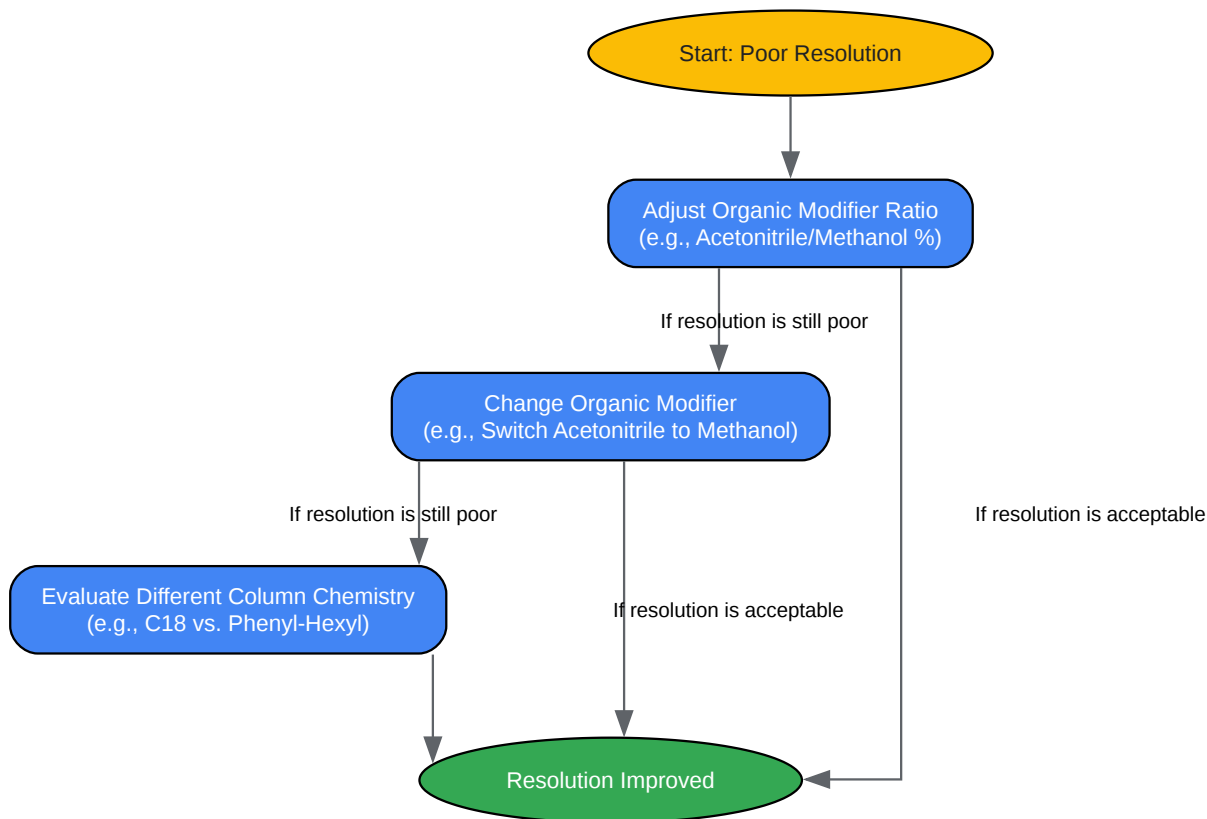 Start: Poor Resolution
Adjust Organic Modifier Ratio
(e.g., Acetonitrile/Methanol %)
If resolution is still poor
Change Organic Modifier
(e.g., Switch Acetonitrile to Methanol)
If resolution is still poor
If resolution is acceptable
Evaluate Different Column Chemistry
(e.g., C18 vs. Phenyl-Hexyl)
If resolution is acceptable
Resolution Improved